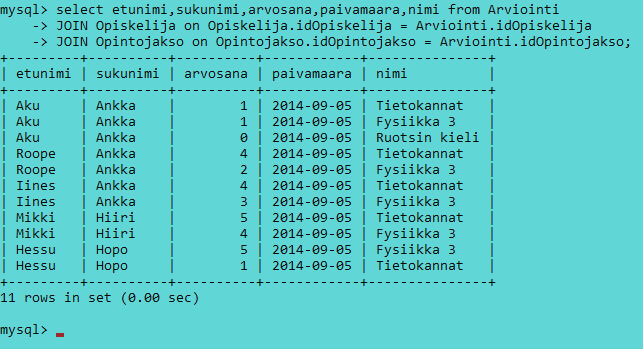 mysql> select etunimi,sukunimi,arvosana,paivamaara,nimi from Arviointi
    -> JOIN Opiskelija on Opiskelija.idOpiskelija = Arviointi.idOpiskelija
    -> JOIN Opintojakso on Opintojakso.idOpintojakso = Arviointi.idOpintojakso;
+---------+----------+----------+------------+---------------+
| etunimi | sukunimi | arvosana | paivamaara | nimi          |
+---------+----------+----------+------------+---------------+
| Aku     | Ankka    |        1 | 2014-09-05 | Tietokannat   |
| Aku     | Ankka    |        1 | 2014-09-05 | Fysiikka 3    |
| Aku     | Ankka    |        0 | 2014-09-05 | Ruotsin kieli |
| Roope   | Ankka    |        4 | 2014-09-05 | Tietokannat   |
| Roope   | Ankka    |        2 | 2014-09-05 | Fysiikka 3    |
| Iines   | Ankka    |        4 | 2014-09-05 | Tietokannat   |
| Iines   | Ankka    |        3 | 2014-09-05 | Fysiikka 3    |
| Mikki   | Hiiri    |        5 | 2014-09-05 | Tietokannat   |
| Mikki   | Hiiri    |        4 | 2014-09-05 | Fysiikka 3    |
| Hessu   | Hopo     |        5 | 2014-09-05 | Fysiikka 3    |
| Hessu   | Hopo     |        1 | 2014-09-05 | Tietokannat   |
+---------+----------+----------+------------+---------------+
11 rows in set (0.00 sec)
mysql>